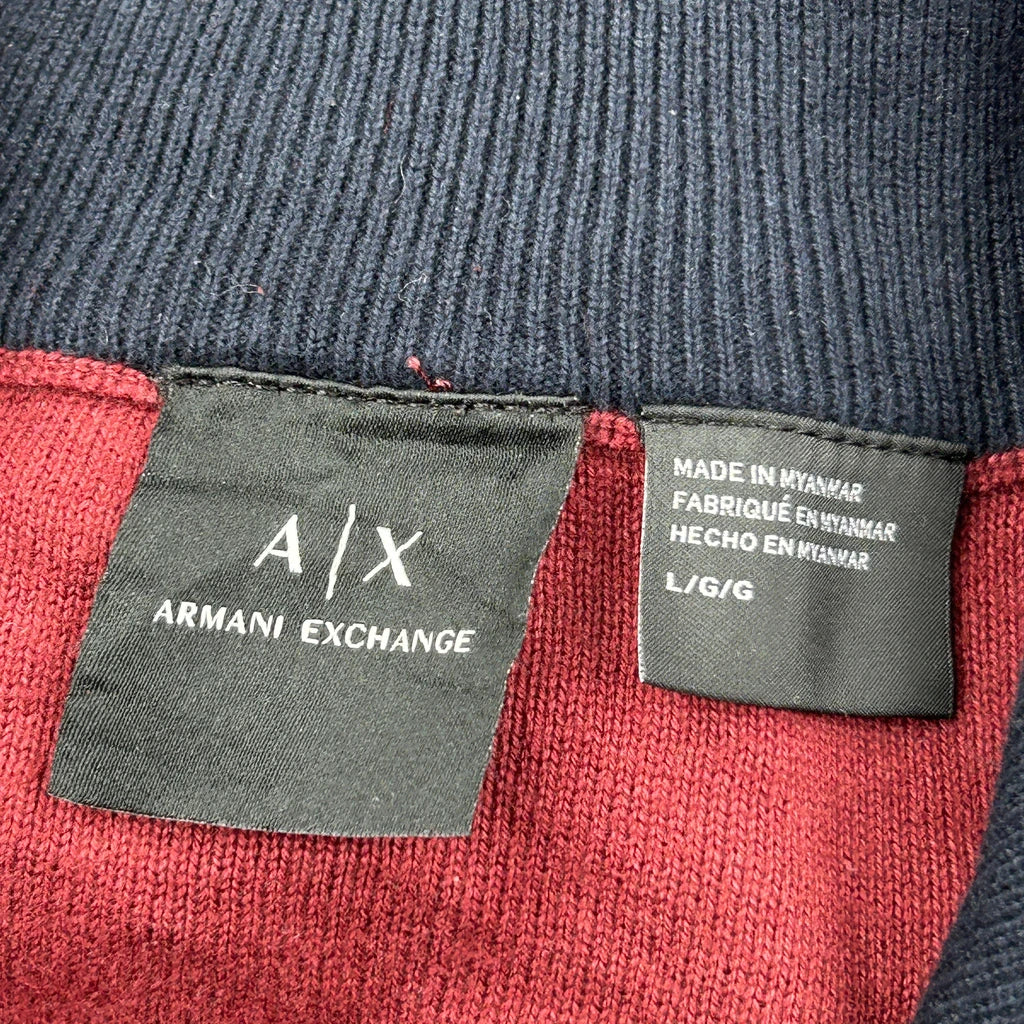 A|X
ARMANI EXCHANGE
MADE IN MYANMAR
FABRIQUÉ EN MYANMAR
HECHO EN MYANMAR
L/G/G